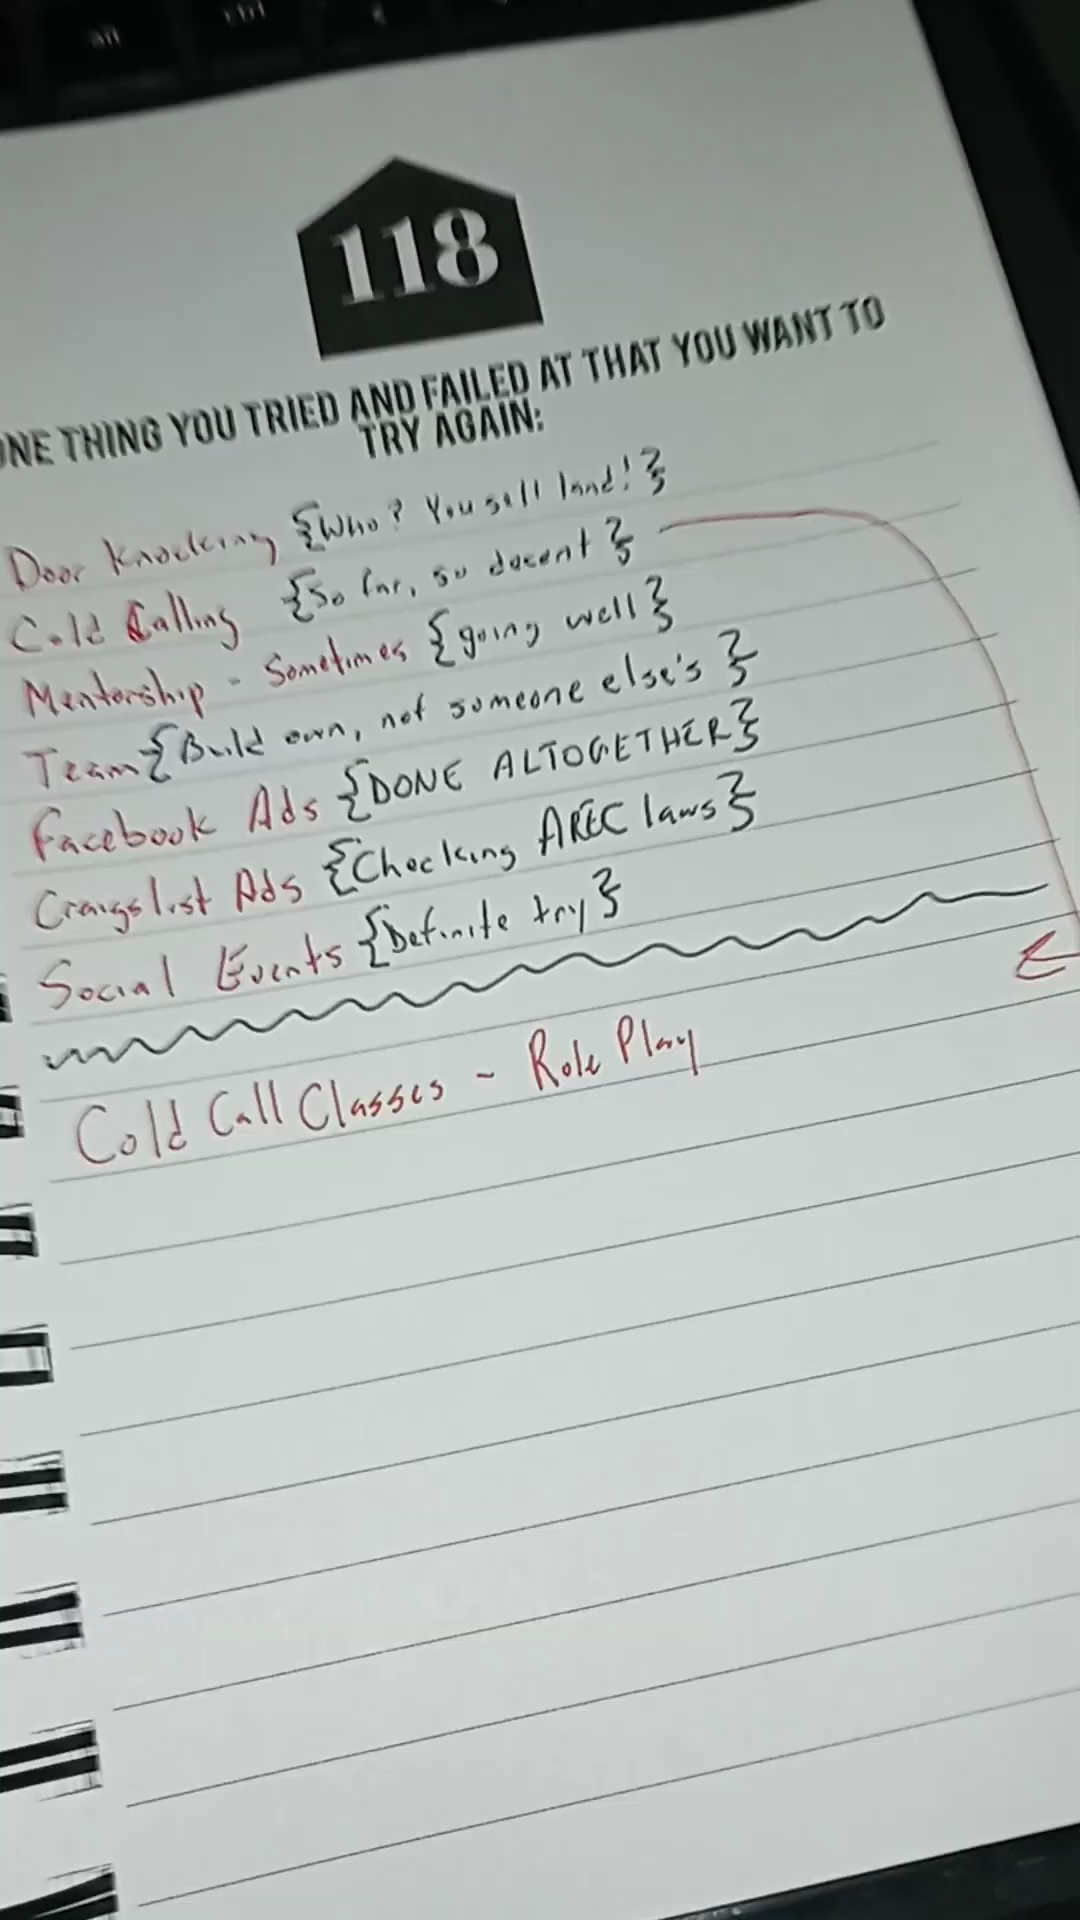 ctrl
118
ONE THING YOU TRIED AND FAILED AT THAT YOU WANT TO
TRY AGAIN:
Door Knocking {Who? You sell land!}
Cold Calling {So far, so decent}
Mentorship - Sometimes {going well}
Team {Build own, not someone else's}
Facebook Ads {DONE ALTOGETHER}
Craigslist Ads {Checking AREC laws}
Social Events {Definite try}
Cold Call Classes - Role Play